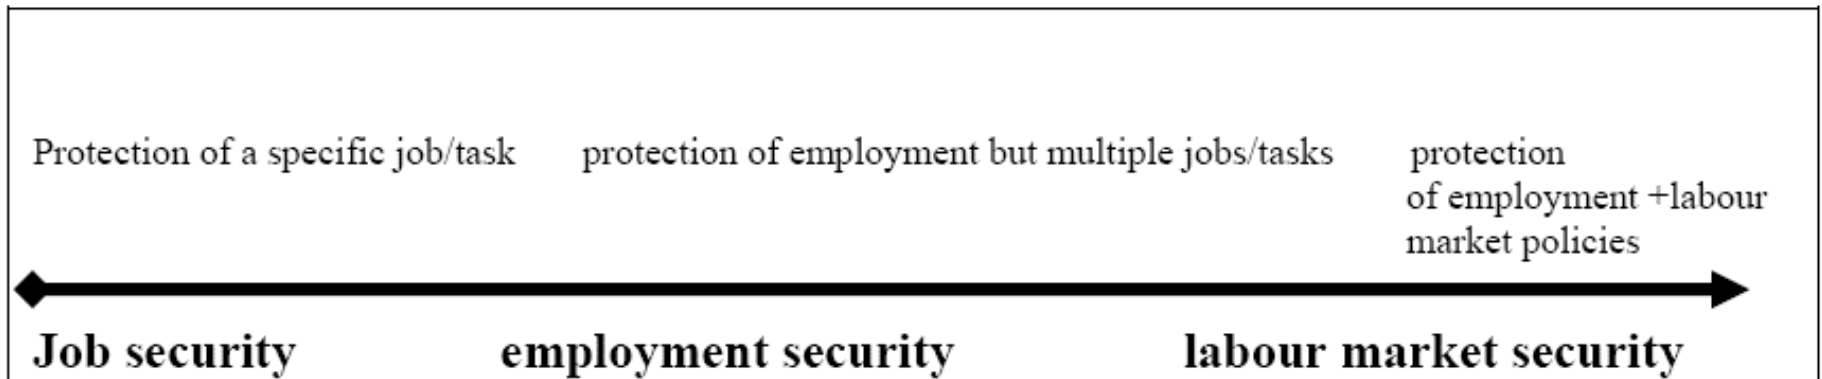 Protection of a specific job/task protection of employment but multiple jobs/tasks protection
of employment +labour
market policies
Job security employment security labour market security